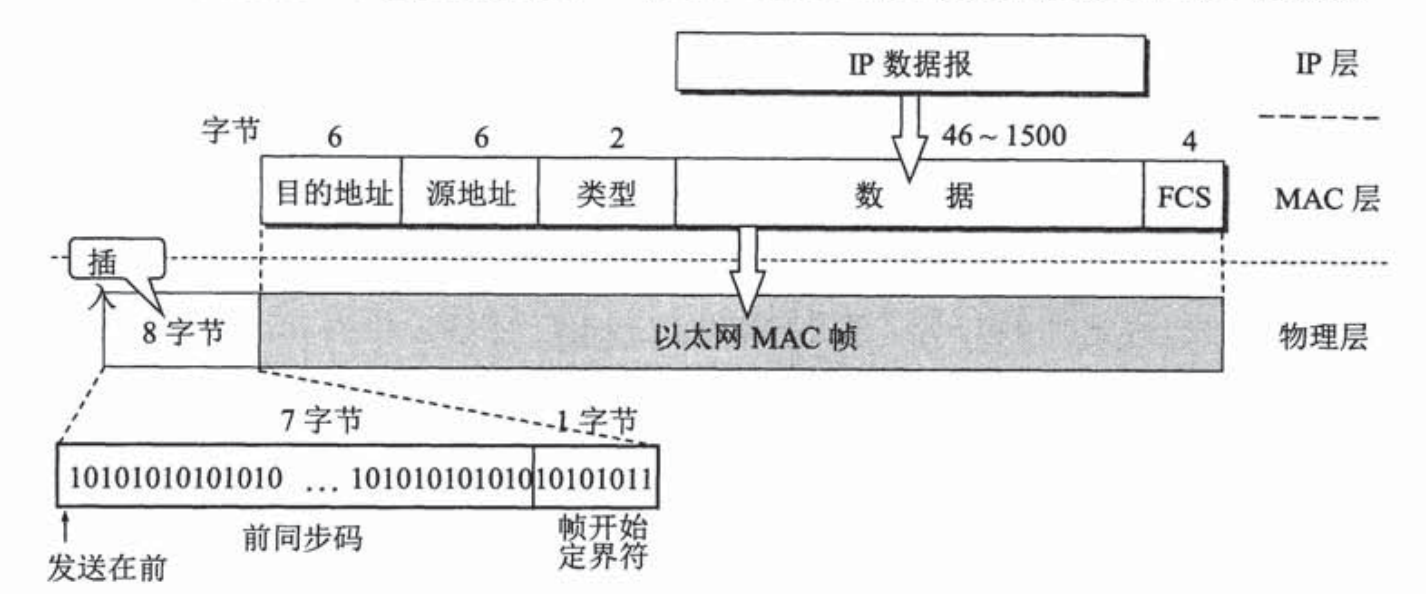 IP 数据报 IP 层
字节 6 6 2 46 ~ 1500 4
目的地址 源地址 类型 数 据 FCS MAC 层
插
入
8 字节 以太网 MAC 帧 物理层
7 字节 1 字节
10101010101010 … 101010101010 10101011
前同步码 帧开始
定界符
发送在前